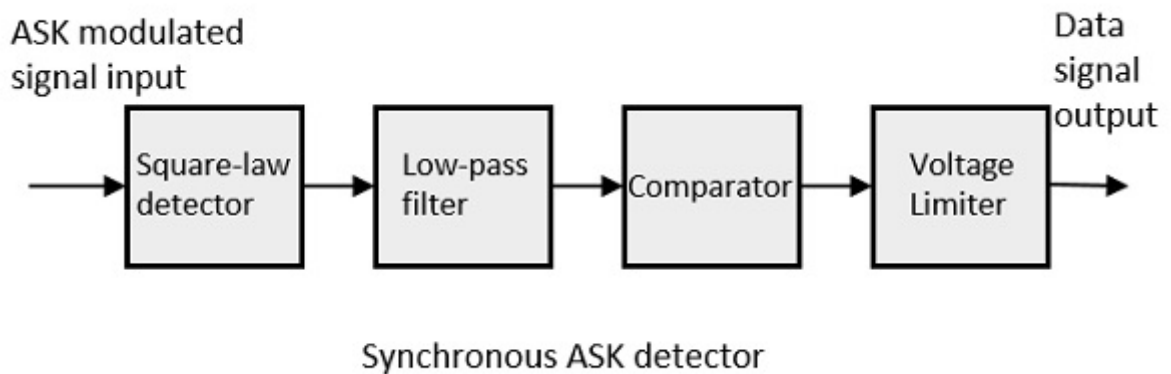 ASK modulated
signal input
Data
signal
output
Square-law
detector
Low-pass
filter
Comparator
Voltage
Limiter
Synchronous ASK detector